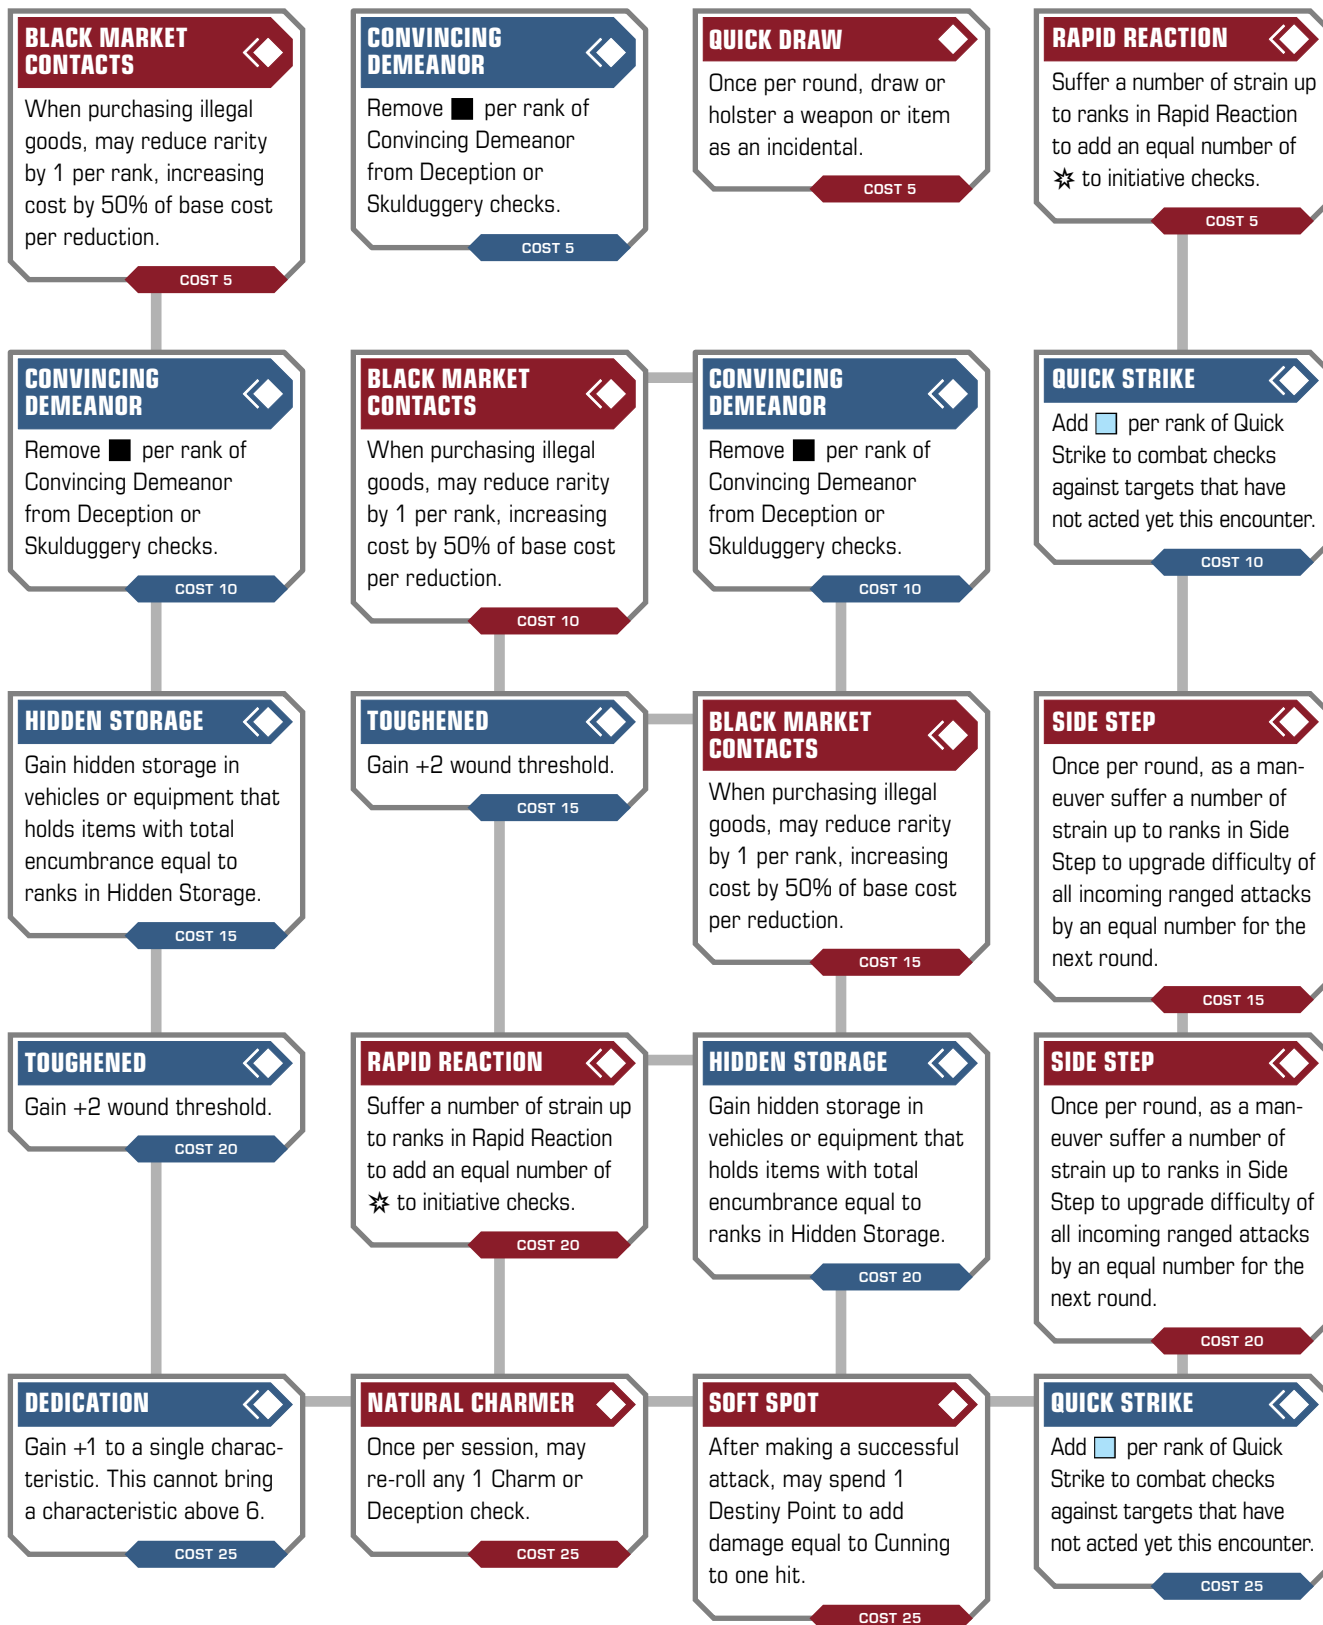 BLACK MARKET
CONTACTS
When purchasing illegal
goods, may reduce rarity
by 1 per rank, increasing
cost by 50% of base cost
per reduction.
COST 5
CONVINCING
DEMEANOR
Remove per rank of
Convincing Demeanor
from Deception or
Skulduggery checks.
COST 5
QUICK DRAW
Once per round, draw or
holster a weapon or item
as an incidental.
COST 5
RAPID REACTION
Suffer a number of strain up
to ranks in Rapid Reaction
to add an equal number of
to initiative checks.
COST 5
CONVINCING
DEMEANOR
Remove per rank of
Convincing Demeanor
from Deception or
Skulduggery checks.
COST 10
BLACK MARKET
CONTACTS
When purchasing illegal
goods, may reduce rarity
by 1 per rank, increasing
cost by 50% of base cost
per reduction.
COST 10
CONVINCING
DEMEANOR
Remove per rank of
Convincing Demeanor
from Deception or
Skulduggery checks.
COST 10
QUICK STRIKE
Add per rank of Quick
Strike to combat checks
against targets that have
not acted yet this encounter.
COST 10
HIDDEN STORAGE
Gain hidden storage in
vehicles or equipment that
holds items with total
encumbrance equal to
ranks in Hidden Storage.
COST 15
TOUGHENED
Gain +2 wound threshold.
COST 15
BLACK MARKET
CONTACTS
When purchasing illegal
goods, may reduce rarity
by 1 per rank, increasing
cost by 50% of base cost
per reduction.
COST 15
SIDE STEP
Once per round, as a man-
euver suffer a number of
strain up to ranks in Side
Step to upgrade difficulty of
all incoming ranged attacks
by an equal number for the
next round.
COST 15
TOUGHENED
Gain +2 wound threshold.
COST 20
RAPID REACTION
Suffer a number of strain up
to ranks in Rapid Reaction
to add an equal number of
to initiative checks.
COST 20
HIDDEN STORAGE
Gain hidden storage in
vehicles or equipment that
holds items with total
encumbrance equal to
ranks in Hidden Storage.
COST 20
SIDE STEP
Once per round, as a man-
euver suffer a number of
strain up to ranks in Side
Step to upgrade difficulty of
all incoming ranged attacks
by an equal number for the
next round.
COST 20
DEDICATION
Gain +1 to a single charac-
teristic. This cannot bring
a characteristic above 6.
COST 25
NATURAL CHARMER
Once per session, may
re-roll any 1 Charm or
Deception check.
COST 25
SOFT SPOT
After making a successful
attack, may spend 1
Destiny Point to add
damage equal to Cunning
to one hit.
COST 25
QUICK STRIKE
Add per rank of Quick
Strike to combat checks
against targets that have
not acted yet this encounter.
COST 25